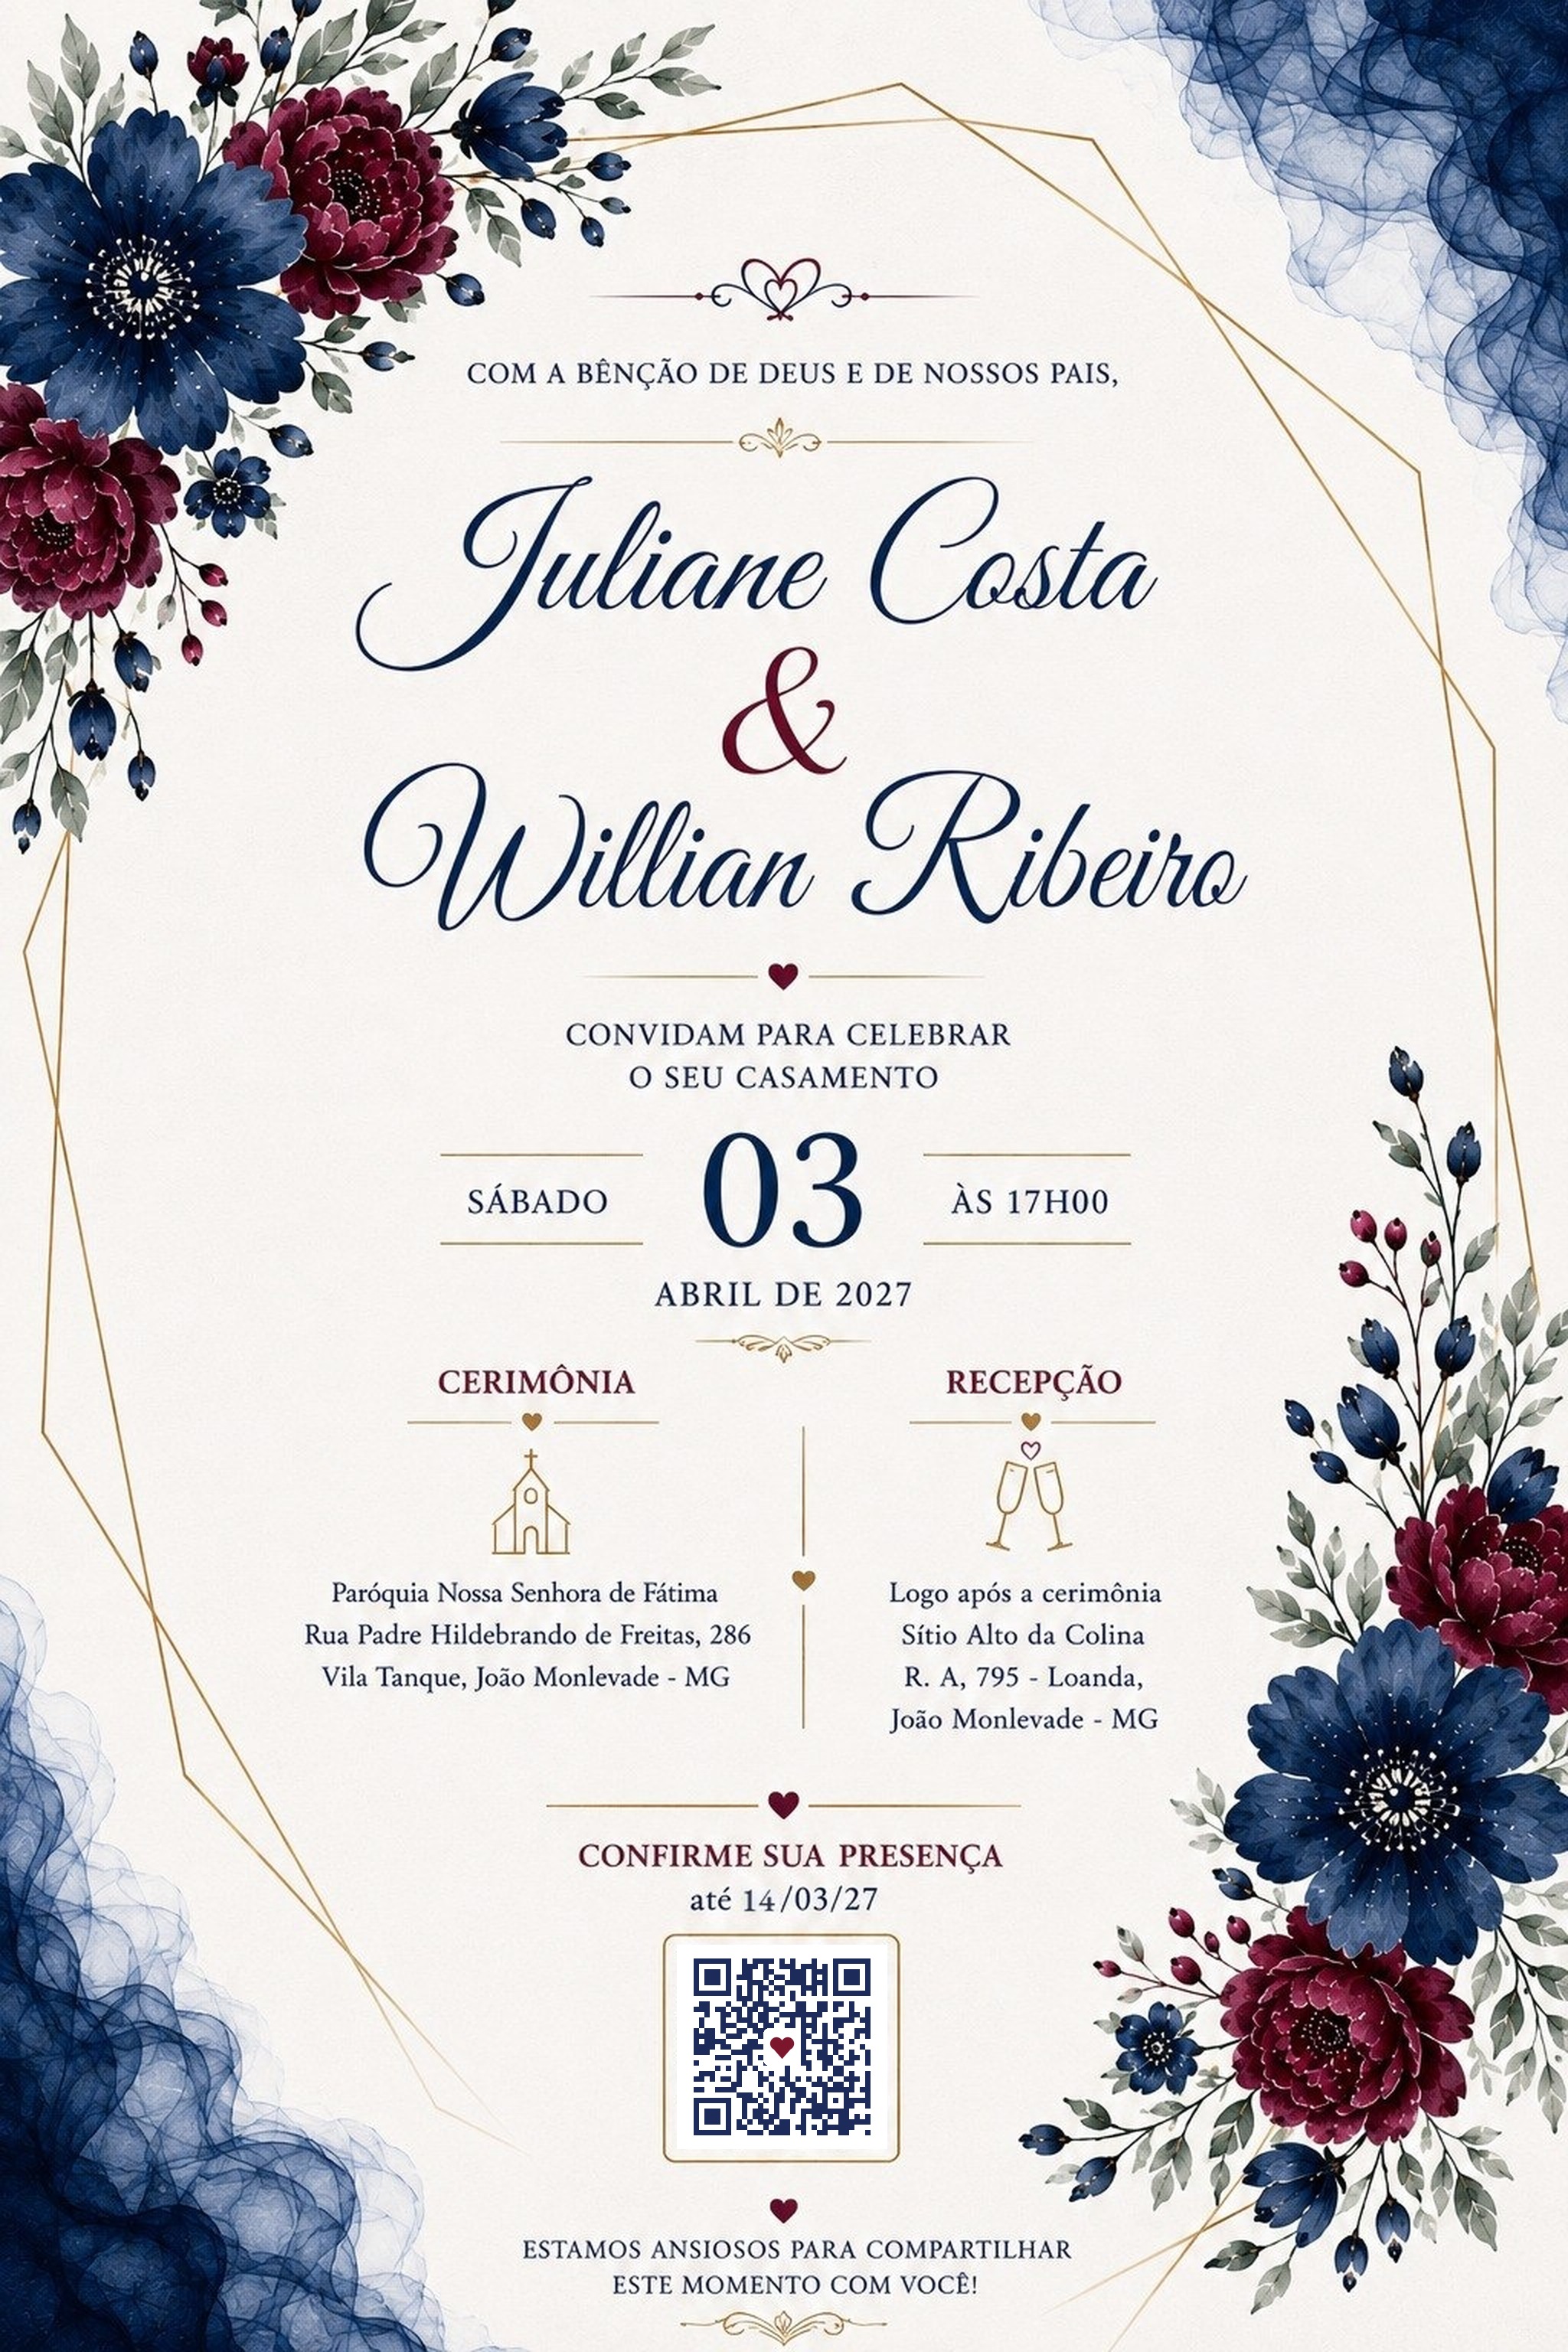 COM A BÊNÇÃO DE DEUS E DE NOSSOS PAIS,
Juliane Costa
&
Willian Ribeiro
CONVIDAM PARA CELEBRAR
O SEU CASAMENTO
SÁBADO
03
ÀS 17H00
ABRIL DE 2027
CERIMÔNIA
Paróquia Nossa Senhora de Fátima
Rua Padre Hildebrando de Freitas, 286
Vila Tanque, João Monlevade - MG
RECEPÇÃO
Logo após a cerimônia
Sítio Alto da Colina
R. A, 795 - Loanda,
João Monlevade - MG
CONFIRME SUA PRESENÇA
até 14/03/27
ESTAMOS ANSIOSOS PARA COMPARTILHAR
ESTE MOMENTO COM VOCÊ!